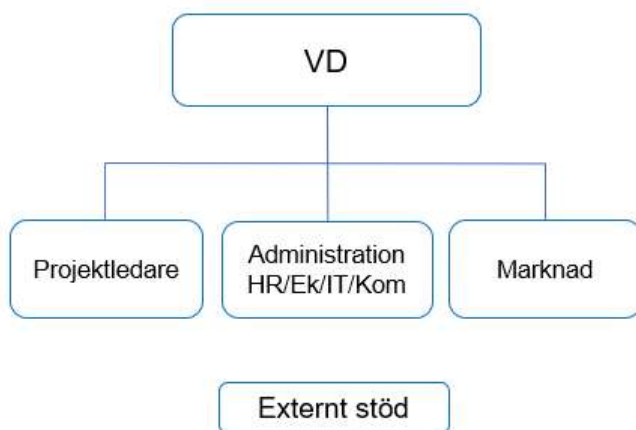 VD
Projektledare
Administration
HR/Ek/IT/Kom
Marknad
Externt stöd